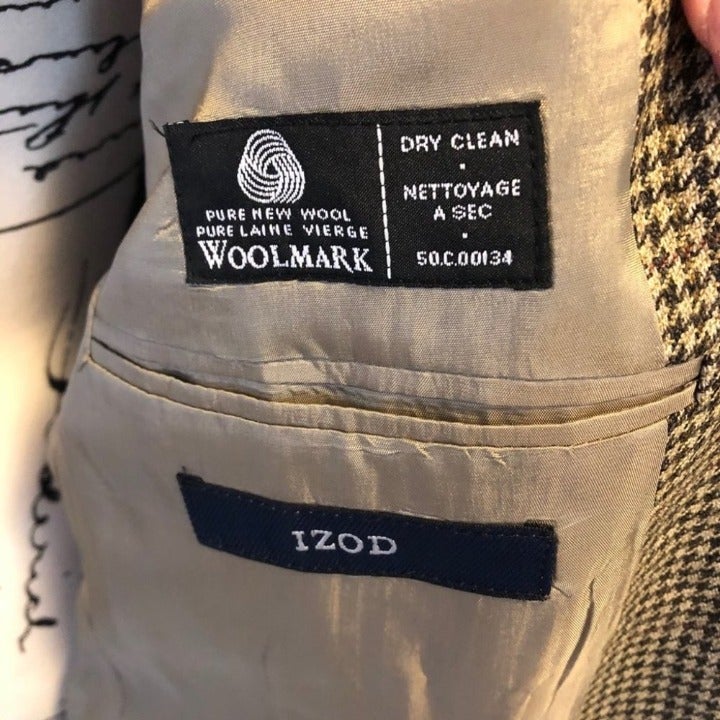 PURE NEW WOOL
PURE LAINE VIERGE
WOOLMARK
DRY CLEAN
·
NETTOYAGE
A SEC
·
50.C.00134
IZOD